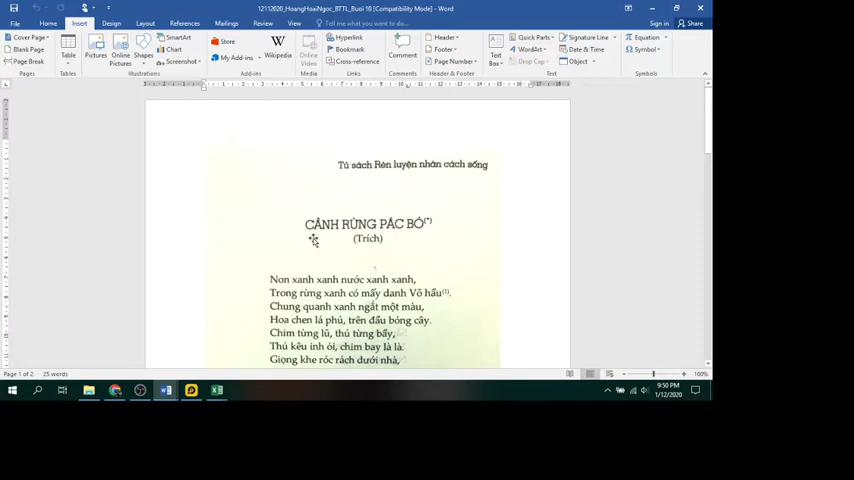 12112020_HoangHoaiNgoc_BTTL_Buoi 10 [Compatibility Mode] - Word
File Home Insert Draw Design Layout References Mailings Review View Tell me what you want to do Sign in Share
Cover Page
Blank Page
Page Break
Pages
Table
Tables
Pictures
Online Pictures
Shapes
SmartArt
Chart
Screenshot
Illustrations
Store
My Add-ins
Wikipedia
Add-ins
Online Video
Media
Hyperlink
Bookmark
Cross-reference
Links
Comment
Comments
Header
Footer
Page Number
Header & Footer
Text Box
Quick Parts
WordArt
Drop Cap
Signature Line
Date & Time
Object
Text
Equation
Symbol
Symbols
Tủ sách Rèn luyện nhân cách sống
CẢNH RỪNG PÁC BÓ(*)
(Trích)
Non xanh xanh nước xanh xanh,
Trong rừng xanh có mấy danh Võ hầu(1).
Chung quanh xanh ngắt một màu,
Hoa chen lá phủ, trên đầu bóng cây.
Chim từng lũ, thú từng bầy,
Thú kêu inh ỏi, chim bay là là.
Giọng khe róc rách dưới nhà,
Page 1 of 2 25 words
100%
9:50 PM
1/12/2020